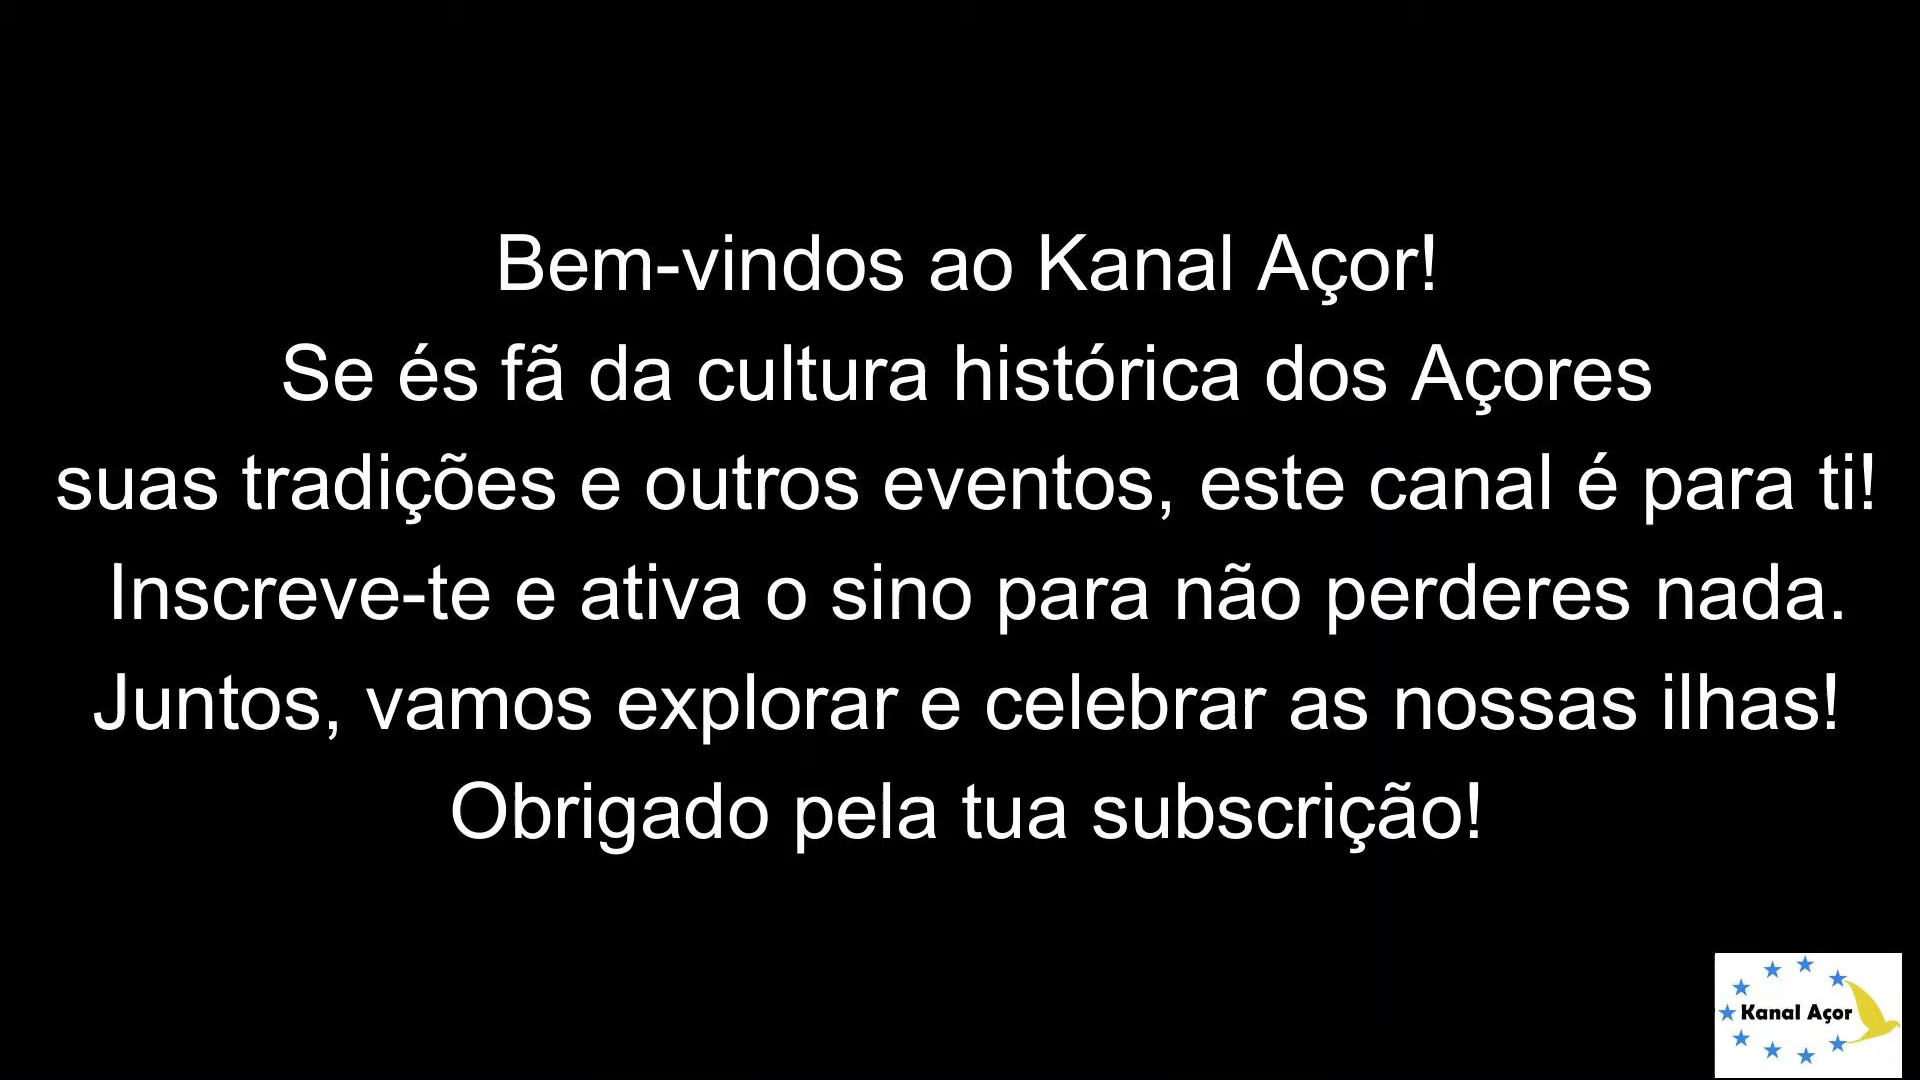 Bem-vindos ao Kanal Açor!
Se és fã da cultura histórica dos Açores
suas tradições e outros eventos, este canal é para ti!
Inscreve-te e ativa o sino para não perderes nada.
Juntos, vamos explorar e celebrar as nossas ilhas!
Obrigado pela tua subscrição!
Kanal Açor